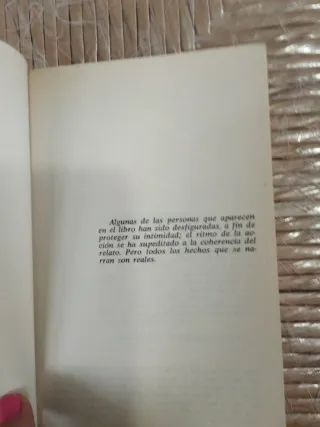 Algunas de las personas que aparecen
en el libro han sido desfiguradas, a fin de
proteger su intimidad; el ritmo de la ac-
ción se ha supeditado a la coherencia del
relato. Pero todos los hechos que se na-
rran son reales.